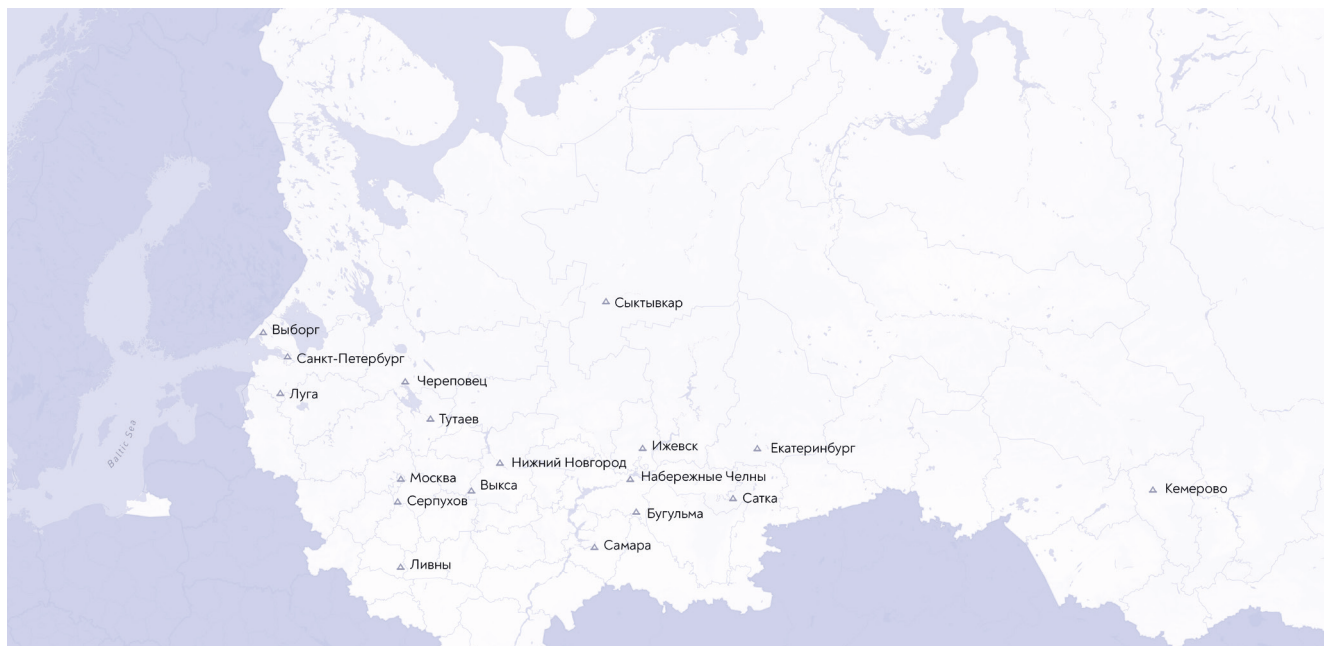 Сыктывкар
Выборг
Санкт-Петербург
Череповец
Луга
Тутаев
Baltic Sea
Ижевск
Екатеринбург
Нижний Новгород
Москва
Набережные Челны
Выкса
Кемерово
Серпухов
Сатка
Бугульма
Самара
Ливны